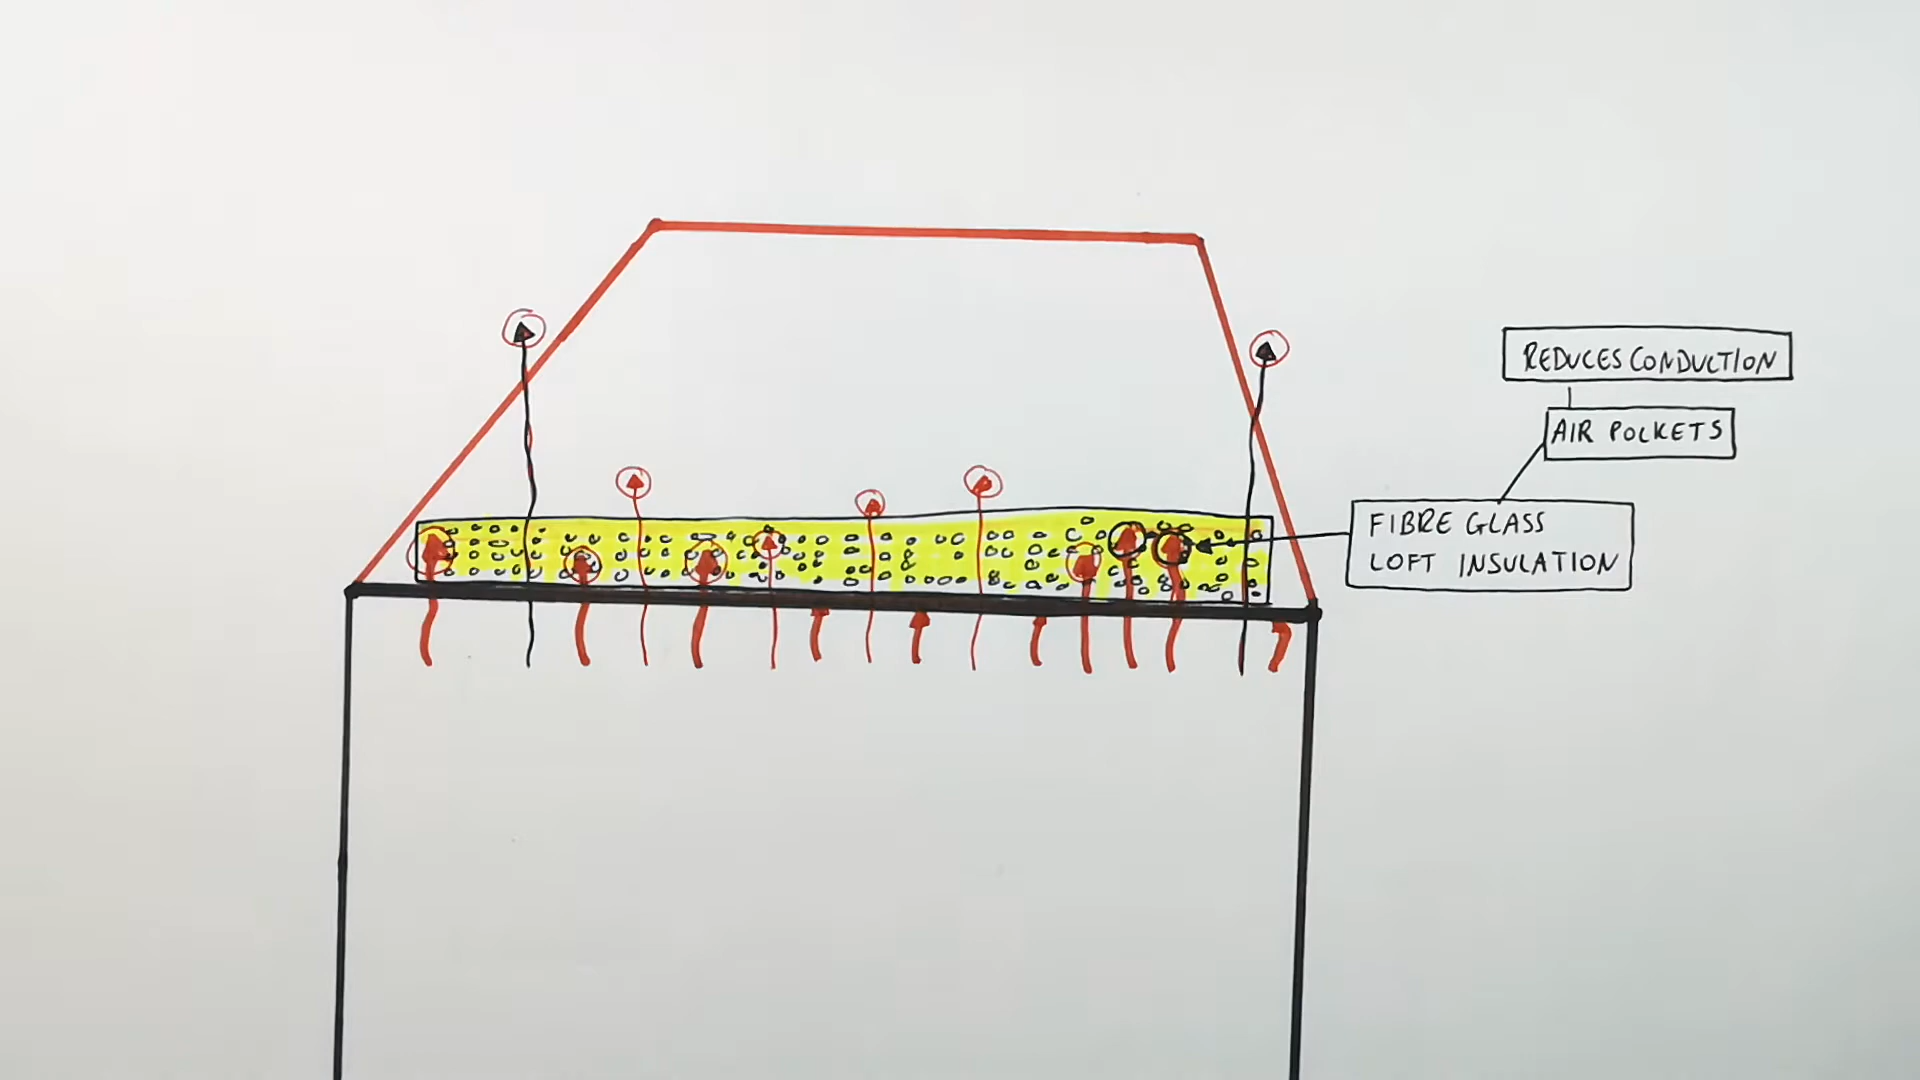 REDUCES CONDUCTION
AIR POCKETS
FIBRE GLASS
LOFT INSULATION